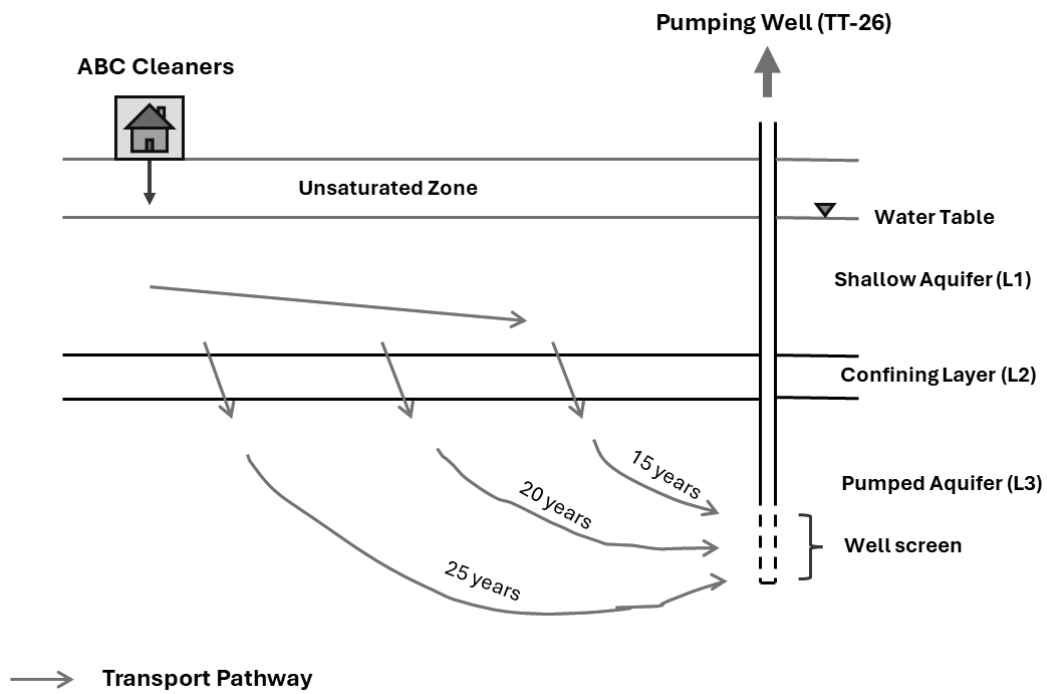 Pumping Well (TT-26)
ABC Cleaners
Unsaturated Zone
Water Table
Shallow Aquifer (L1)
Confining Layer (L2)
15 years
Pumped Aquifer (L3)
20 years
Well screen
25 years
Transport Pathway